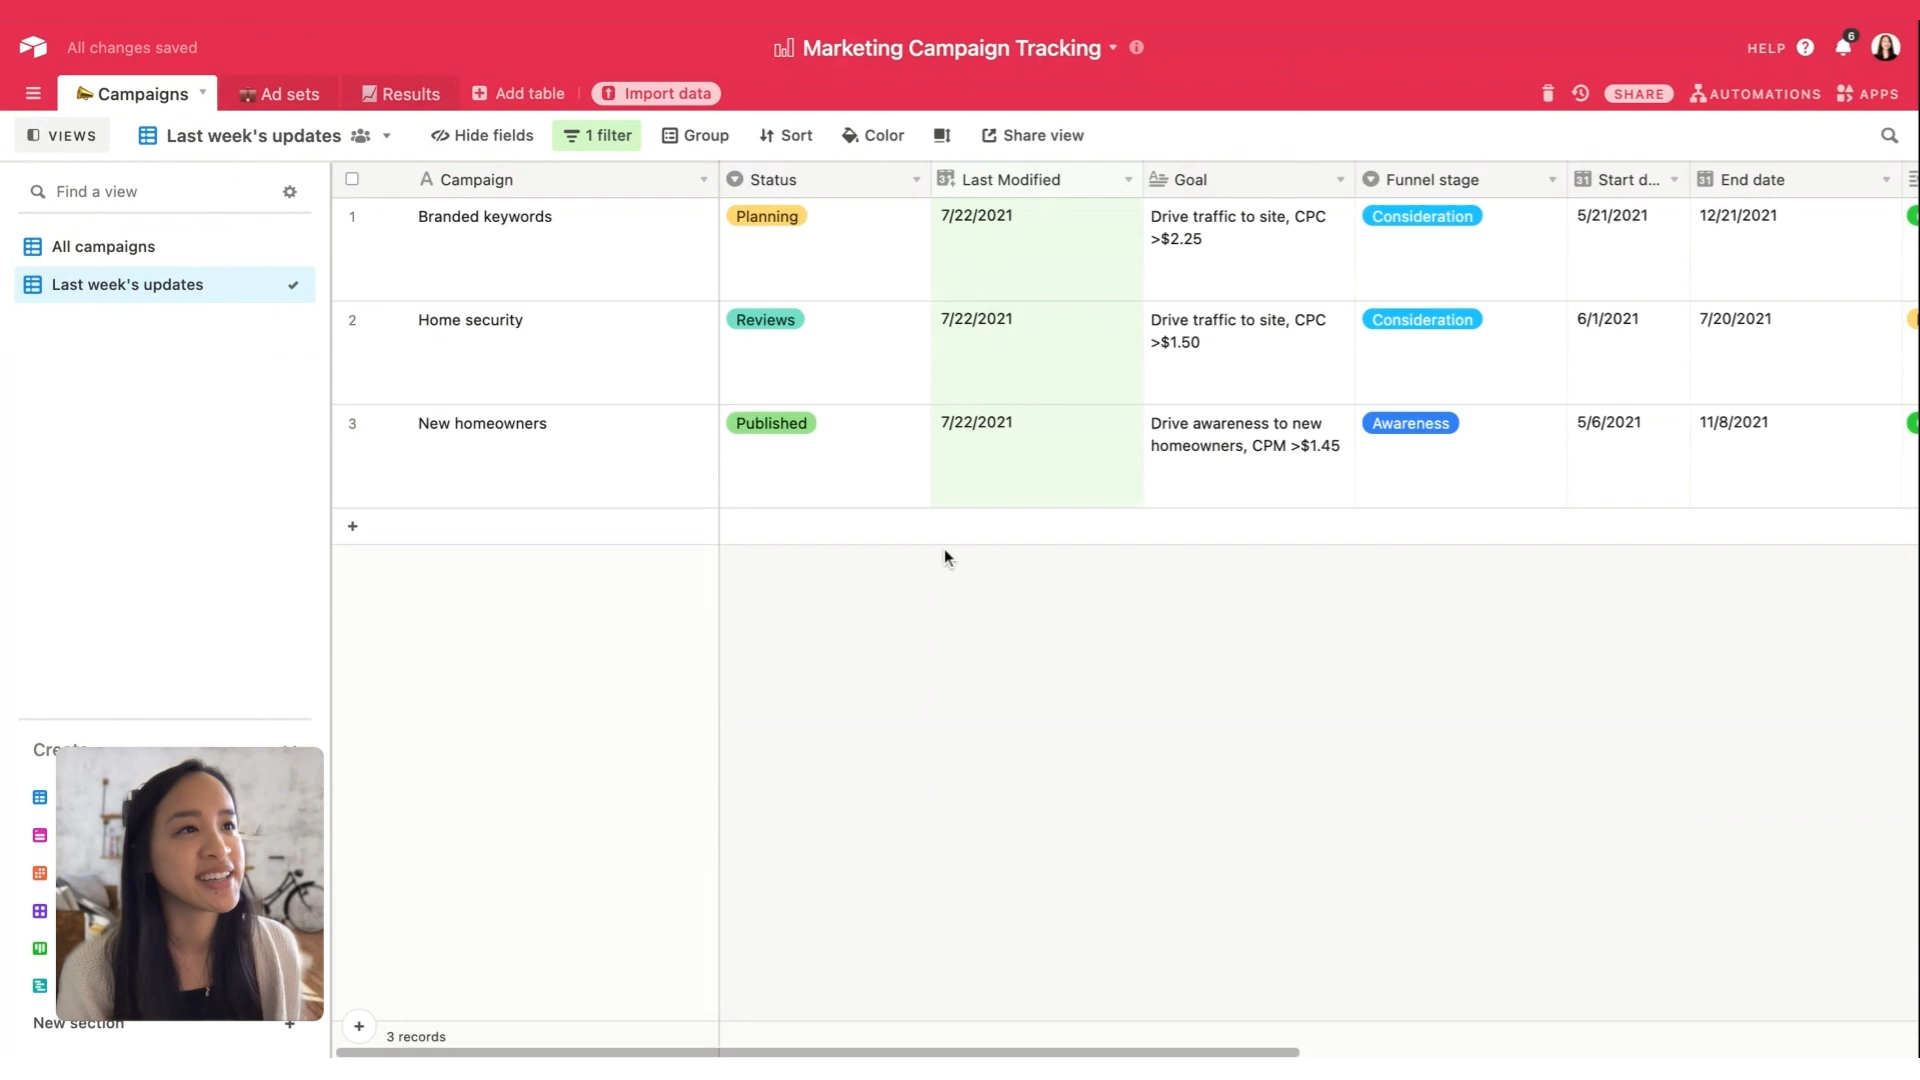 All changes saved
Marketing Campaign Tracking
HELP
6
Campaigns
Ad sets
Results
Add table
Import data
SHARE
AUTOMATIONS
APPS
VIEWS
Last week's updates
Hide fields
1 filter
Group
Sort
Color
Share view
Find a view
All campaigns
Last week's updates
Campaign
Status
Last Modified
Goal
Funnel stage
Start d...
End date
1
Branded keywords
Planning
7/22/2021
Drive traffic to site, CPC
>$2.25
Consideration
5/21/2021
12/21/2021
2
Home security
Reviews
7/22/2021
Drive traffic to site, CPC
>$1.50
Consideration
6/1/2021
7/20/2021
3
New homeowners
Published
7/22/2021
Drive awareness to new
homeowners, CPM >$1.45
Awareness
5/6/2021
11/8/2021
New section
3 records